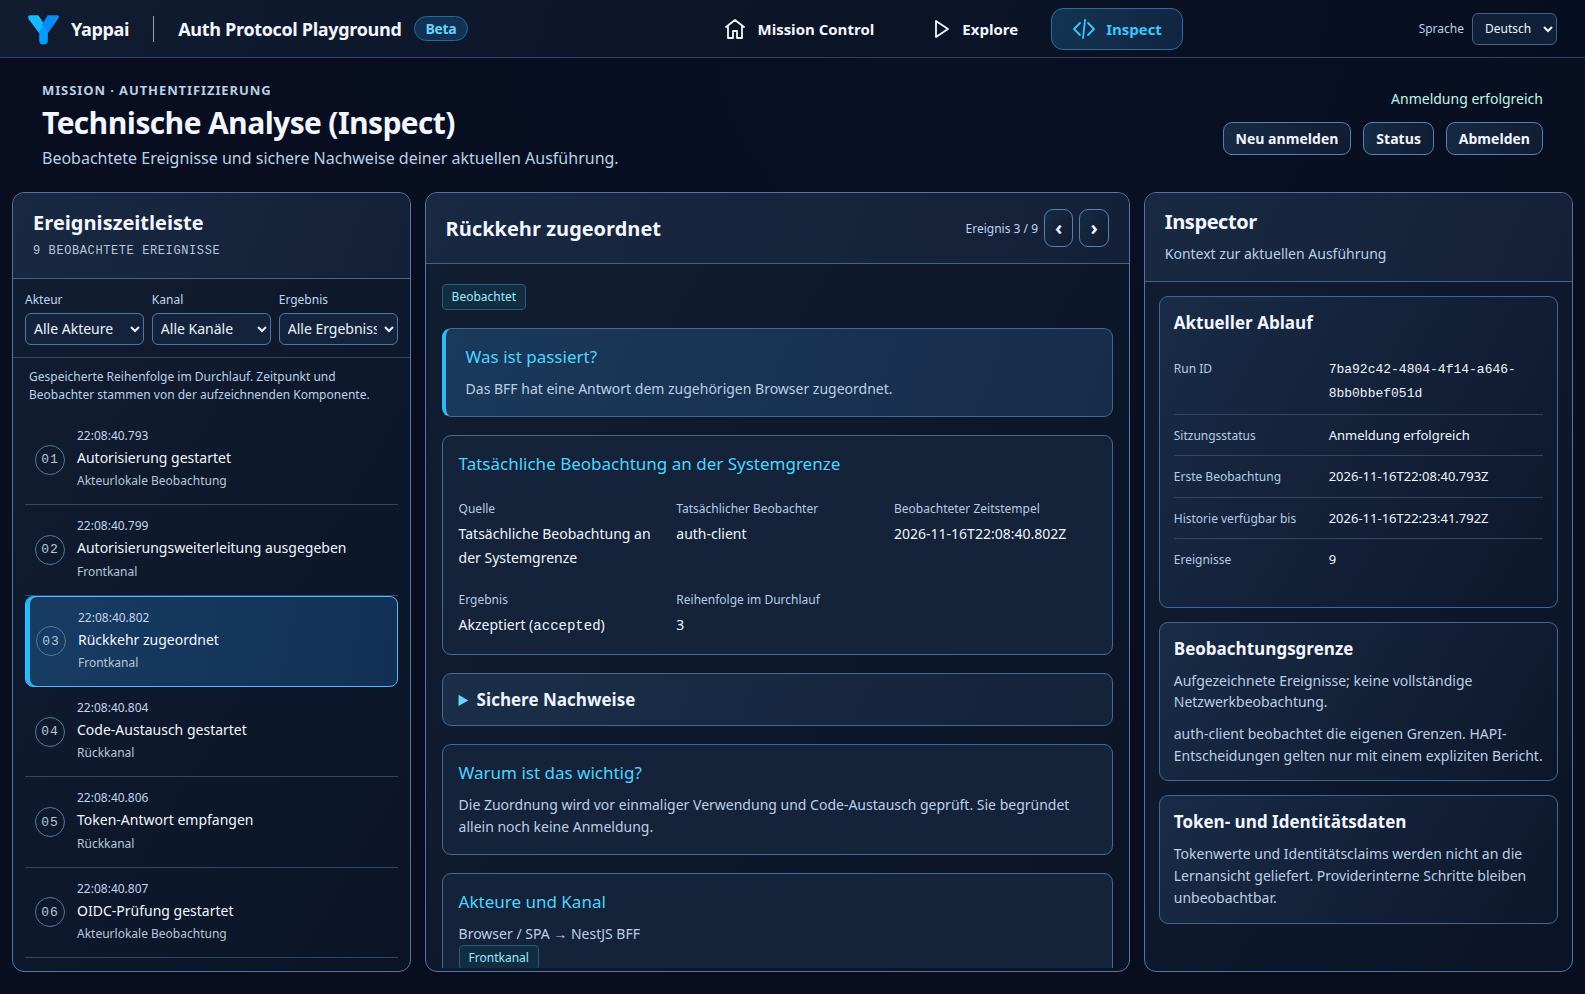 Yappai
Auth Protocol Playground
Beta
Mission Control
Explore
Inspect
Sprache
Deutsch
MISSION · AUTHENTIFIZIERUNG
Technische Analyse (Inspect)
Beobachtete Ereignisse und sichere Nachweise deiner aktuellen Ausführung.
Anmeldung erfolgreich
Neu anmelden
Status
Abmelden
Ereigniszeitleiste
9 BEOBACHTETE EREIGNISSE
Akteur
Kanal
Ergebnis
Alle Akteure
Alle Kanäle
Alle Ergebniss
Gespeicherte Reihenfolge im Durchlauf. Zeitpunkt und
Beobachter stammen von der aufzeichnenden Komponente.
01
22:08:40.793
Autorisierung gestartet
Akteurlokale Beobachtung
02
22:08:40.799
Autorisierungsweiterleitung ausgegeben
Frontkanal
03
22:08:40.802
Rückkehr zugeordnet
Frontkanal
04
22:08:40.804
Code-Austausch gestartet
Rückkanal
05
22:08:40.806
Token-Antwort empfangen
Rückkanal
06
22:08:40.807
OIDC-Prüfung gestartet
Akteurlokale Beobachtung
Rückkehr zugeordnet
Ereignis 3 / 9
‹
›
Beobachtet
Was ist passiert?
Das BFF hat eine Antwort dem zugehörigen Browser zugeordnet.
Tatsächliche Beobachtung an der Systemgrenze
Quelle
Tatsächliche Beobachtung an
der Systemgrenze
Tatsächlicher Beobachter
auth-client
Beobachteter Zeitstempel
2026-11-16T22:08:40.802Z
Ergebnis
Akzeptiert (accepted)
Reihenfolge im Durchlauf
3
Sichere Nachweise
Warum ist das wichtig?
Die Zuordnung wird vor einmaliger Verwendung und Code-Austausch geprüft. Sie begründet
allein noch keine Anmeldung.
Akteure und Kanal
Browser / SPA → NestJS BFF
Frontkanal
Inspector
Kontext zur aktuellen Ausführung
Aktueller Ablauf
Run ID
7ba92c42-4804-4f14-a646-
8bb0bbef051d
Sitzungsstatus
Anmeldung erfolgreich
Erste Beobachtung
2026-11-16T22:08:40.793Z
Historie verfügbar bis
2026-11-16T22:23:41.792Z
Ereignisse
9
Beobachtungsgrenze
Aufgezeichnete Ereignisse; keine vollständige
Netzwerkbeobachtung.
auth-client beobachtet die eigenen Grenzen. HAPI-
Entscheidungen gelten nur mit einem expliziten Bericht.
Token- und Identitätsdaten
Tokenwerte und Identitätsclaims werden nicht an die
Lernansicht geliefert. Providerinterne Schritte bleiben
unbeobachtbar.